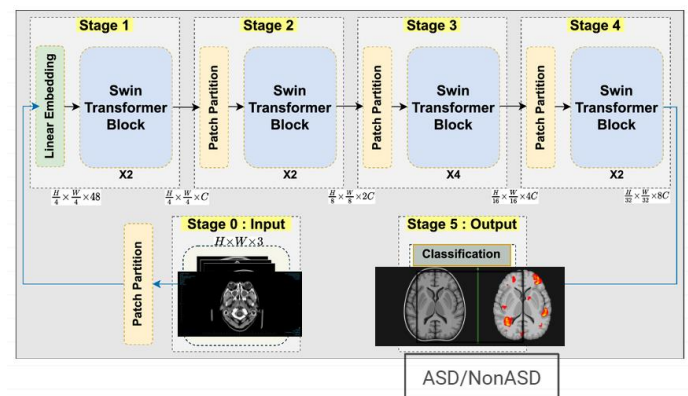 Stage 1
Stage 2
Stage 3
Stage 4
Linear Embedding
Swin
Transformer
Block
X2
Patch Partition
Swin
Transformer
Block
X2
Patch Partition
Swin
Transformer
Block
X4
Patch Partition
Swin
Transformer
Block
X2
H/4 × W/4 ×48
H/4 × W/4 ×C
H/8 × W/8 ×2C
H/16 × W/16 ×4C
H/32 × W/32 ×8C
Patch Partition
Stage 0 : Input
H×W×3
Stage 5 : Output
Classification
ASD/NonASD